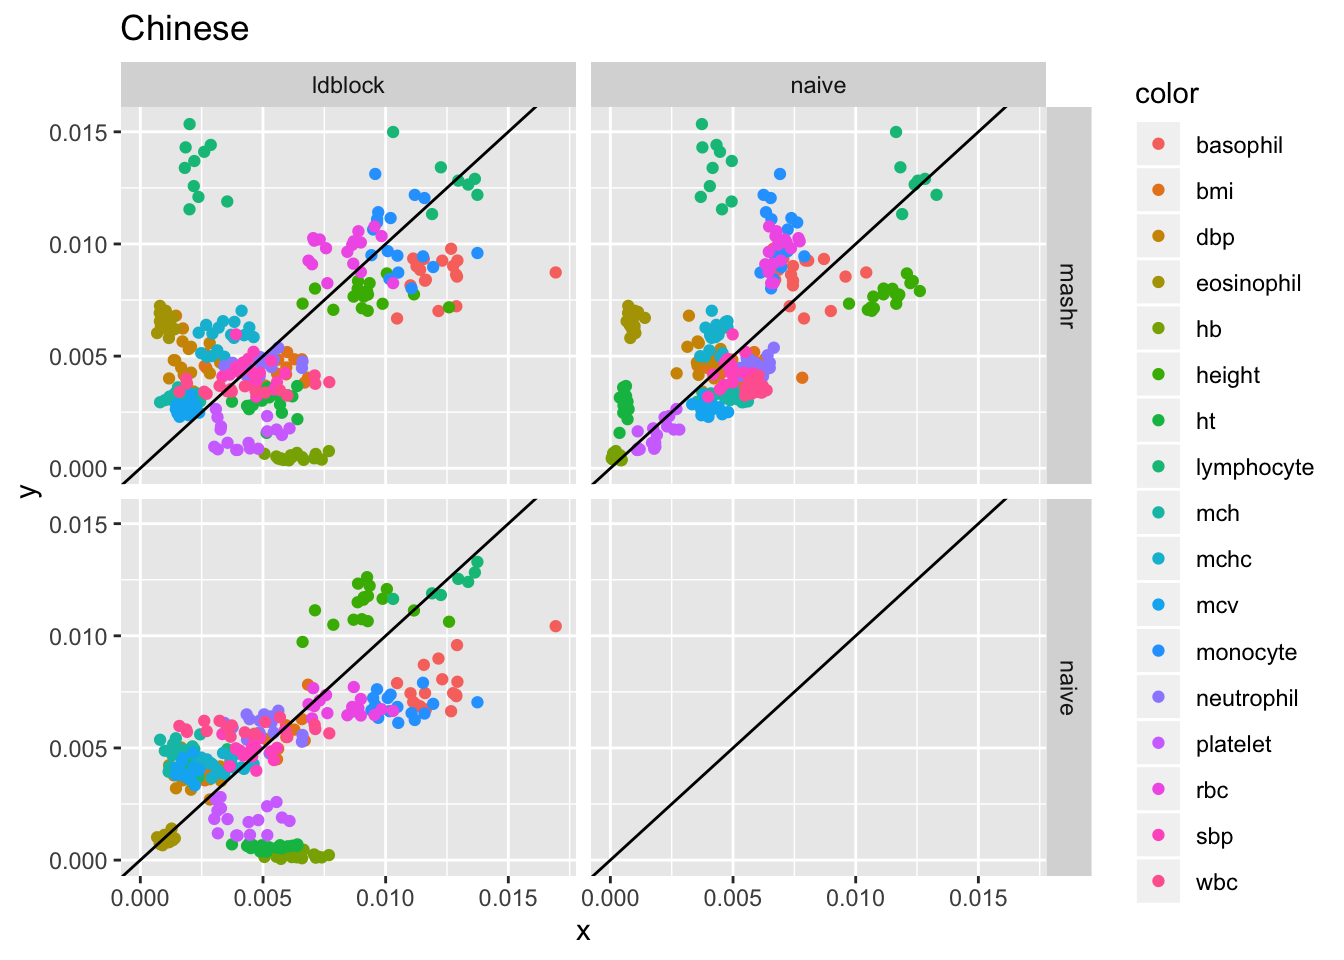 Chinese
ldblock
naive
0.015
0.010
0.005
0.000
mashr
0.015
0.010
0.005
0.000
naive
0.000
0.005
0.010
0.015
0.000
0.005
0.010
0.015
x
y
color
basophil
bmi
dbp
eosinophil
hb
height
ht
lymphocyte
mch
mchc
mcv
monocyte
neutrophil
platelet
rbc
sbp
wbc